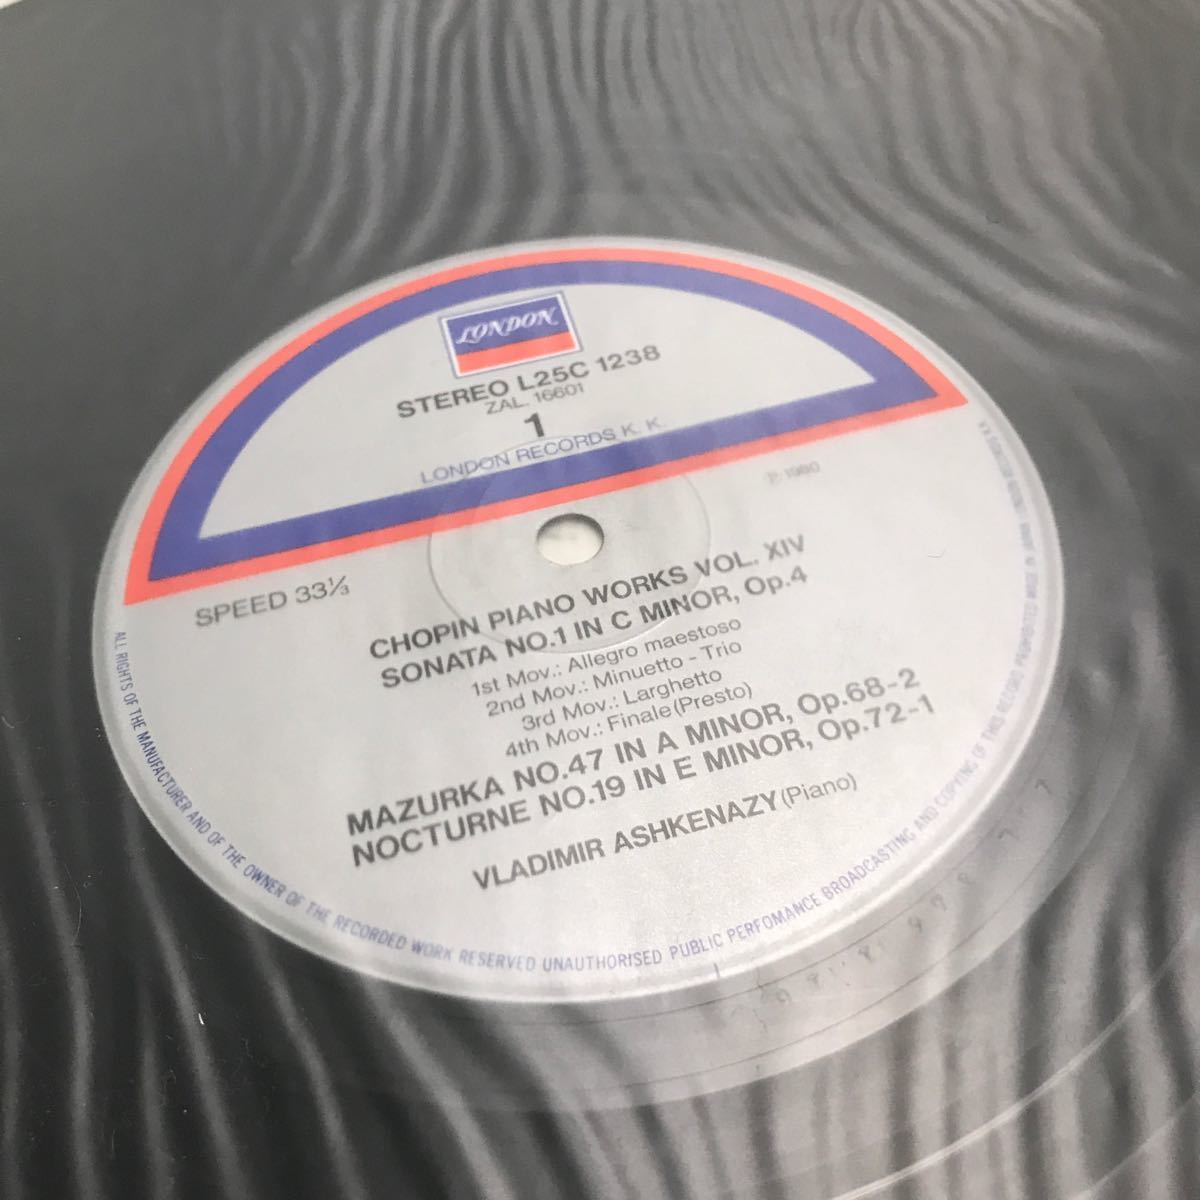 LONDON
STEREO L25C 1238
ZAL. 16601
1
LONDON RECORDS K. K.
P. 1980
SPEED 33⅓
CHOPIN PIANO WORKS VOL. XIV
SONATA NO.1 IN C MINOR, Op.4
1st Mov.: Allegro maestoso
2nd Mov.: Minuetto - Trio
3rd Mov.: Larghetto
4th Mov.: Finale (Presto)
MAZURKA NO.47 IN A MINOR, Op.68-2
NOCTURNE NO.19 IN E MINOR, Op.72-1
VLADIMIR ASHKENAZY (Piano)
ALL RIGHTS OF THE MANUFACTURER AND OF THE OWNER OF THE RECORDED WORK RESERVED UNAUTHORISED PUBLIC PERFOMANCE BROADCASTING AND COPYING OF THIS RECORD PROHIBITED